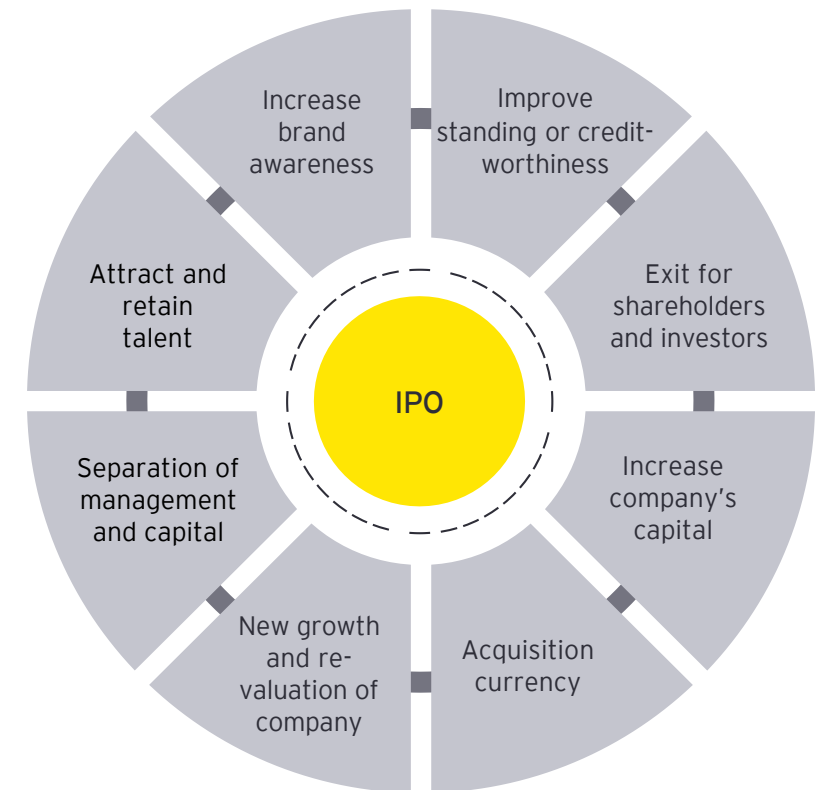 Increase
brand
awareness
Improve
standing or credit-
worthiness
Attract and
retain
talent
Exit for
shareholders
and investors
IPO
Separation of
management
and capital
Increase
company's
capital
New growth
and re-
valuation of
company
Acquisition
currency